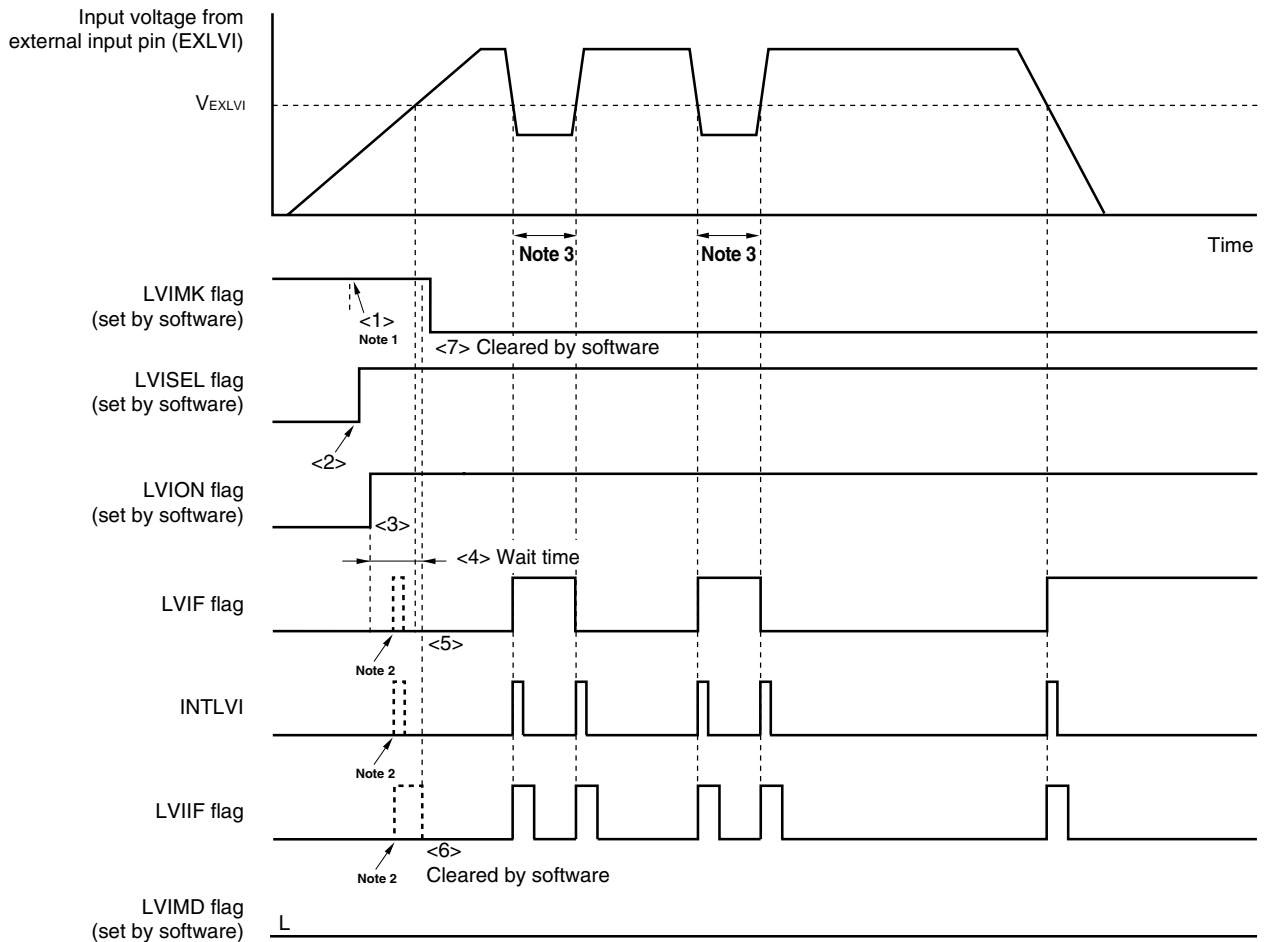 Input voltage from
external input pin (EXLVI)
VEXLVI
Time
Note 3
Note 3
LVIMK flag
(set by software)
<1>
Note 1
<7> Cleared by software
LVISEL flag
(set by software)
<2>
LVION flag
(set by software)
<3>
<4> Wait time
LVIF flag
<5>
Note 2
INTLVI
Note 2
LVIIF flag
<6>
Note 2
Cleared by software
LVIMD flag
(set by software)
L